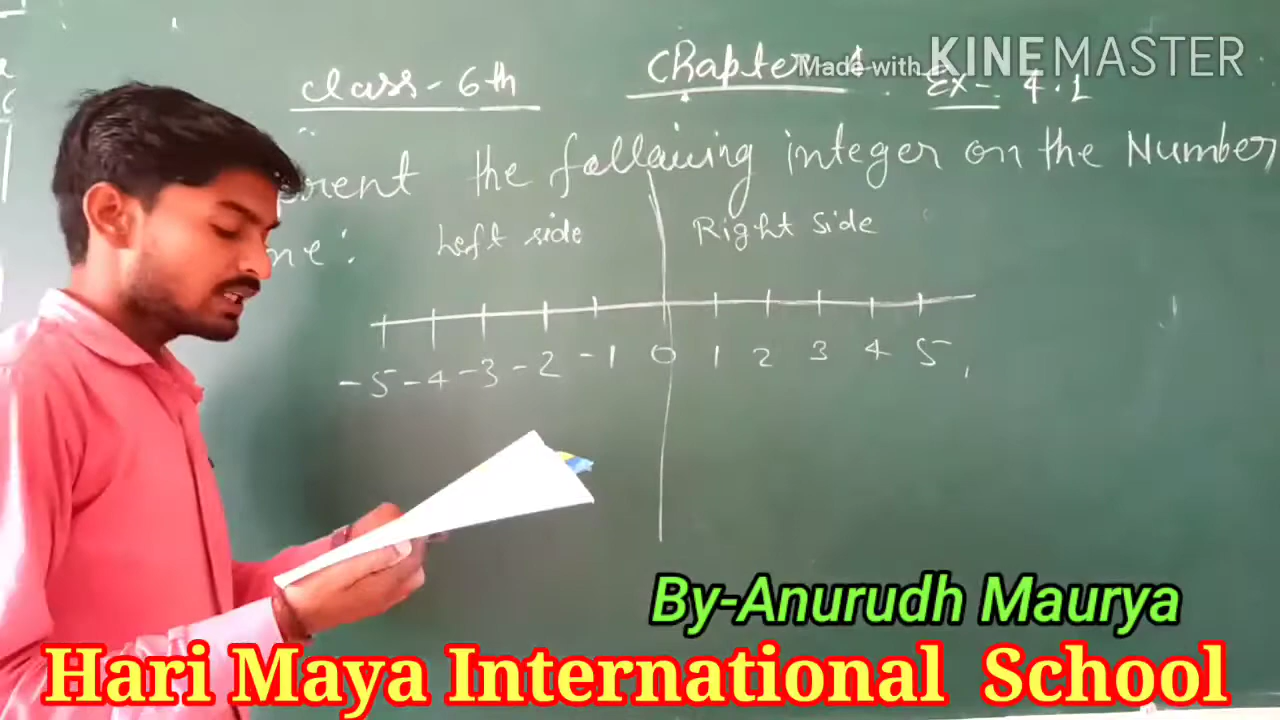 Class - 6th Chapter Ex - 4.1
Made with KINEMASTER
the following integer on the Number
Left side Right side
-5 -4 -3 -2 -1 0 1 2 3 4 5
By-Anurudh Maurya
Hari Maya International School